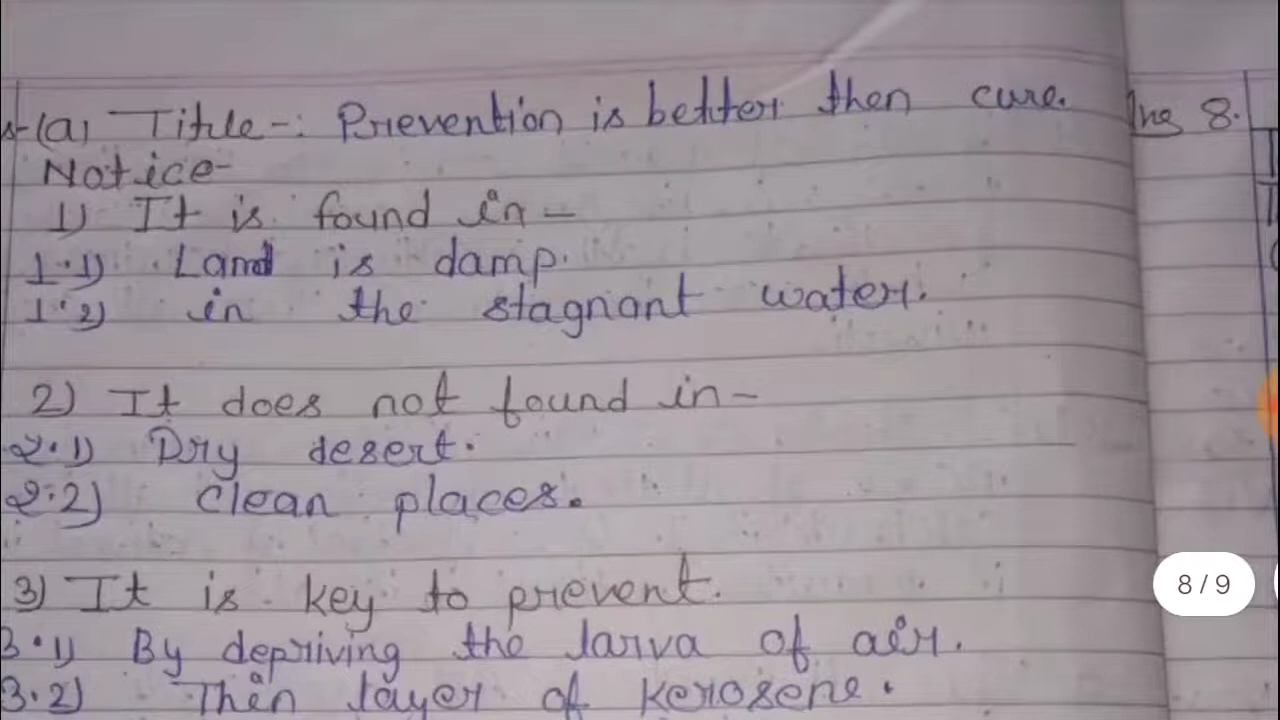 (a) Title-: Prevention is better then cure.
Notice-
1) It is found in -
1.1) Land is damp.
1.2) in the stagnant water.
2) It does not found in-
2.1) Dry desert.
2.2) clean places.
3) It is key to prevent.
3.1) By depriving the larva of air.
3.2) Thin layer of kerosene.
8.
8/9